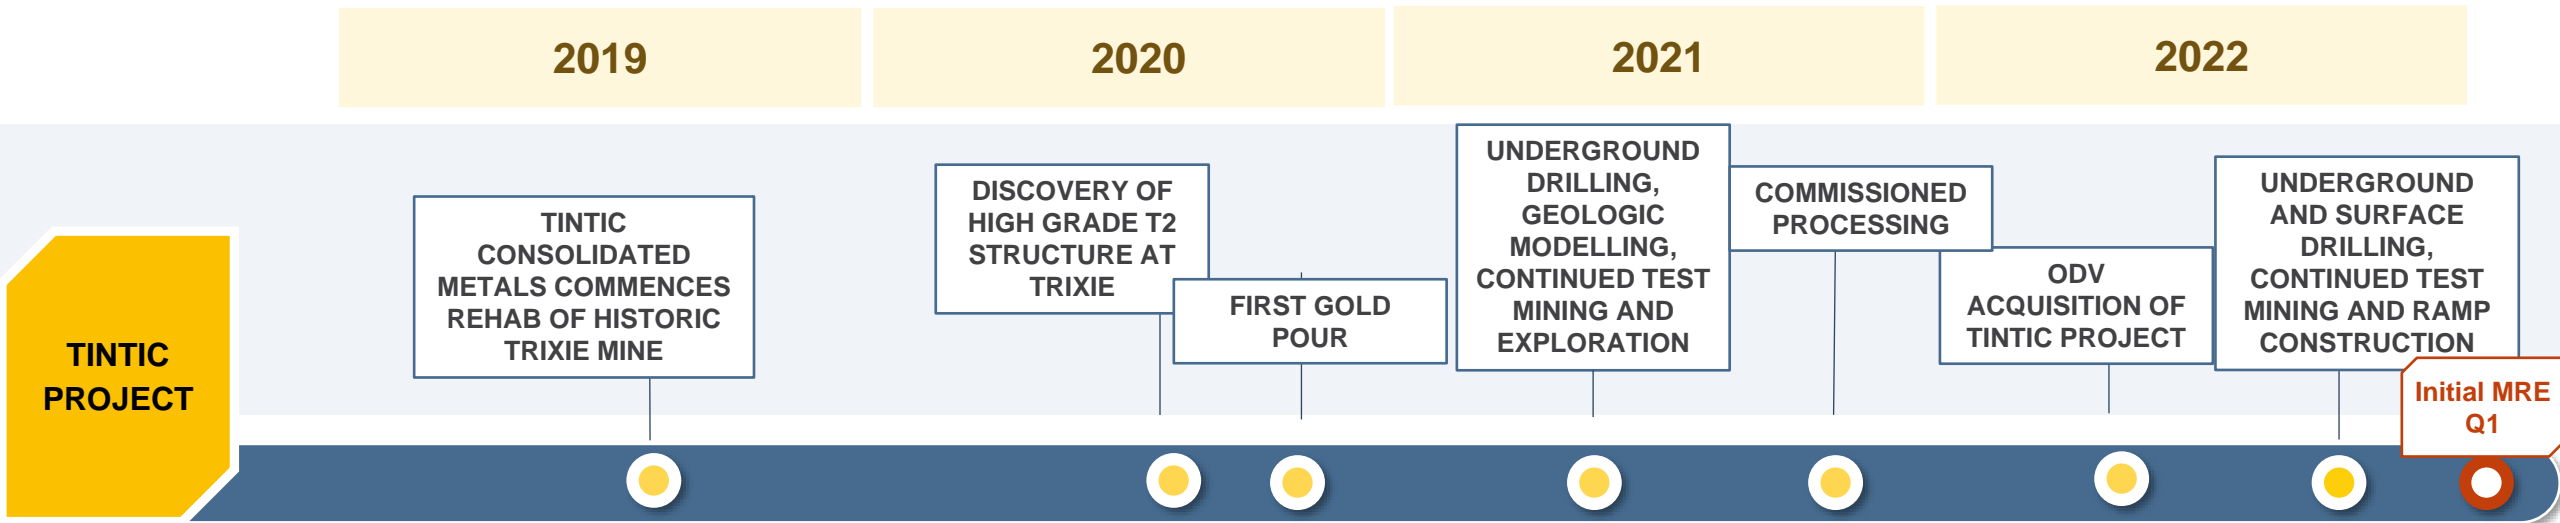 2019
2020
2021
2022
TINTIC
PROJECT
TINTIC
CONSOLIDATED
METALS COMMENCES
REHAB OF HISTORIC
TRIXIE MINE
DISCOVERY OF
HIGH GRADE T2
STRUCTURE AT
TRIXIE
FIRST GOLD
POUR
UNDERGROUND
DRILLING,
GEOLOGIC
MODELLING,
CONTINUED TEST
MINING AND
EXPLORATION
COMMISSIONED
PROCESSING
ODV
ACQUISITION OF
TINTIC PROJECT
UNDERGROUND
AND SURFACE
DRILLING,
CONTINUED TEST
MINING AND RAMP
CONSTRUCTION
Initial MRE
Q1